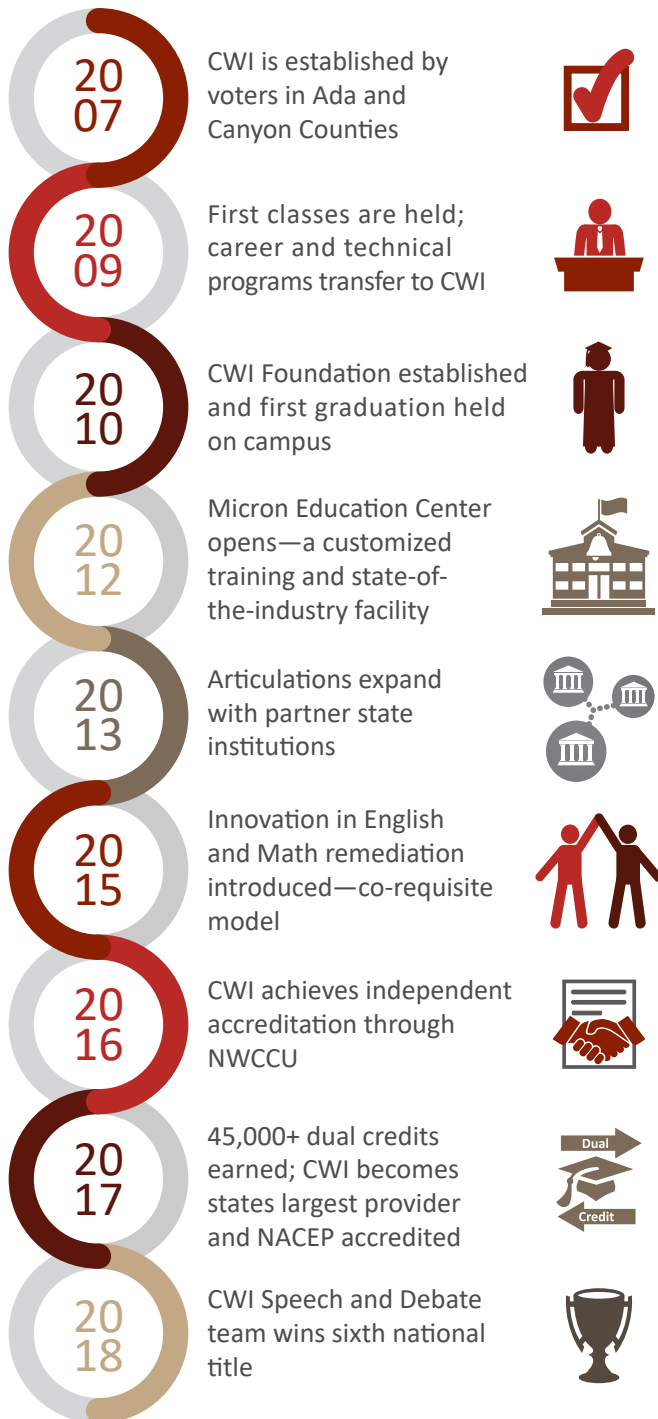 20
07
CWI is established by
voters in Ada and
Canyon Counties
20
09
First classes are held;
career and technical
programs transfer to CWI
20
10
CWI Foundation established
and first graduation held
on campus
20
12
Micron Education Center
opens—a customized
training and state-of-
the-industry facility
20
13
Articulations expand
with partner state
institutions
20
15
Innovation in English
and Math remediation
introduced—co-requisite
model
20
16
CWI achieves independent
accreditation through
NWCCU
20
17
45,000+ dual credits
earned; CWI becomes
states largest provider
and NACEP accredited
Dual
Credit
20
18
CWI Speech and Debate
team wins sixth national
title